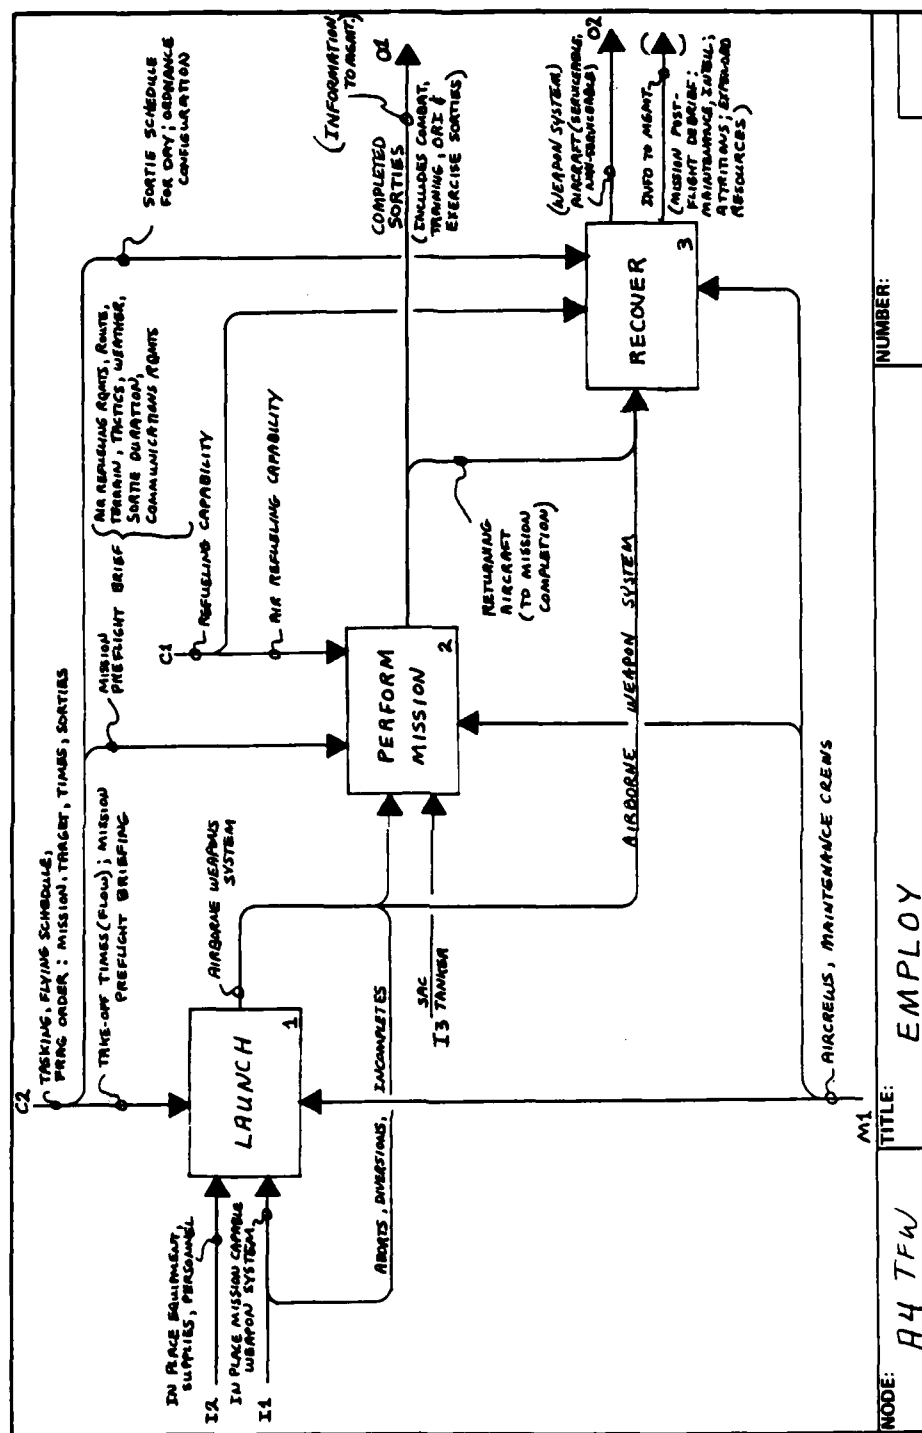 C2
TASKING, FLYING SCHEDULE,
FRAG ORDER: MISSION, TARGET, TIMES, SORTIES
TAKE-OFF TIMES (FLOW); MISSION
PREFLIGHT BRIEFING
MISSION
PREFLIGHT BRIEF
AIR REFUELING RQMTS, ROUTE,
TERRAIN, TACTICS, WEATHER,
SORTIE DURATION,
COMMUNICATIONS RQMTS
SORTIE SCHEDULE
FOR DAY; ORDNANCE
CONFIGURATION
C1
REFUELING CAPABILITY
AIR REFUELING CAPABILITY
IN PLACE EQUIPMENT,
SUPPLIES, PERSONNEL
I2
IN PLACE MISSION CAPABLE
WEAPON SYSTEM
I1
LAUNCH
1
AIRBORNE WEAPONS
SYSTEM
ABORTS, DIVERSIONS, INCOMPLETES
SAC
I3 TANKER
PERFORM
MISSION
2
(INFORMATION
TO MGMT.)
COMPLETED
SORTIES
(INCLUDES COMBAT,
TRAINING, ORI &
EXERCISE SORTIES)
O1
RETURNING
AIRCRAFT
(TO MISSION
COMPLETION)
AIRBORNE WEAPON SYSTEM
RECOVER
3
(WEAPON SYSTEM)
AIRCRAFT (SERVICEABLE,
NON-SERVICEABLE)
O2
INFO TO MGMT.
(MISSION POST-
FLIGHT DEBRIEF;
MAINTENANCE, INTELL;
ATTRITIONS; EXPENDED
RESOURCES)
( )
AIRCREWS, MAINTENANCE CREWS
M1
NODE:
A4 TFW
TITLE:
EMPLOY
NUMBER: